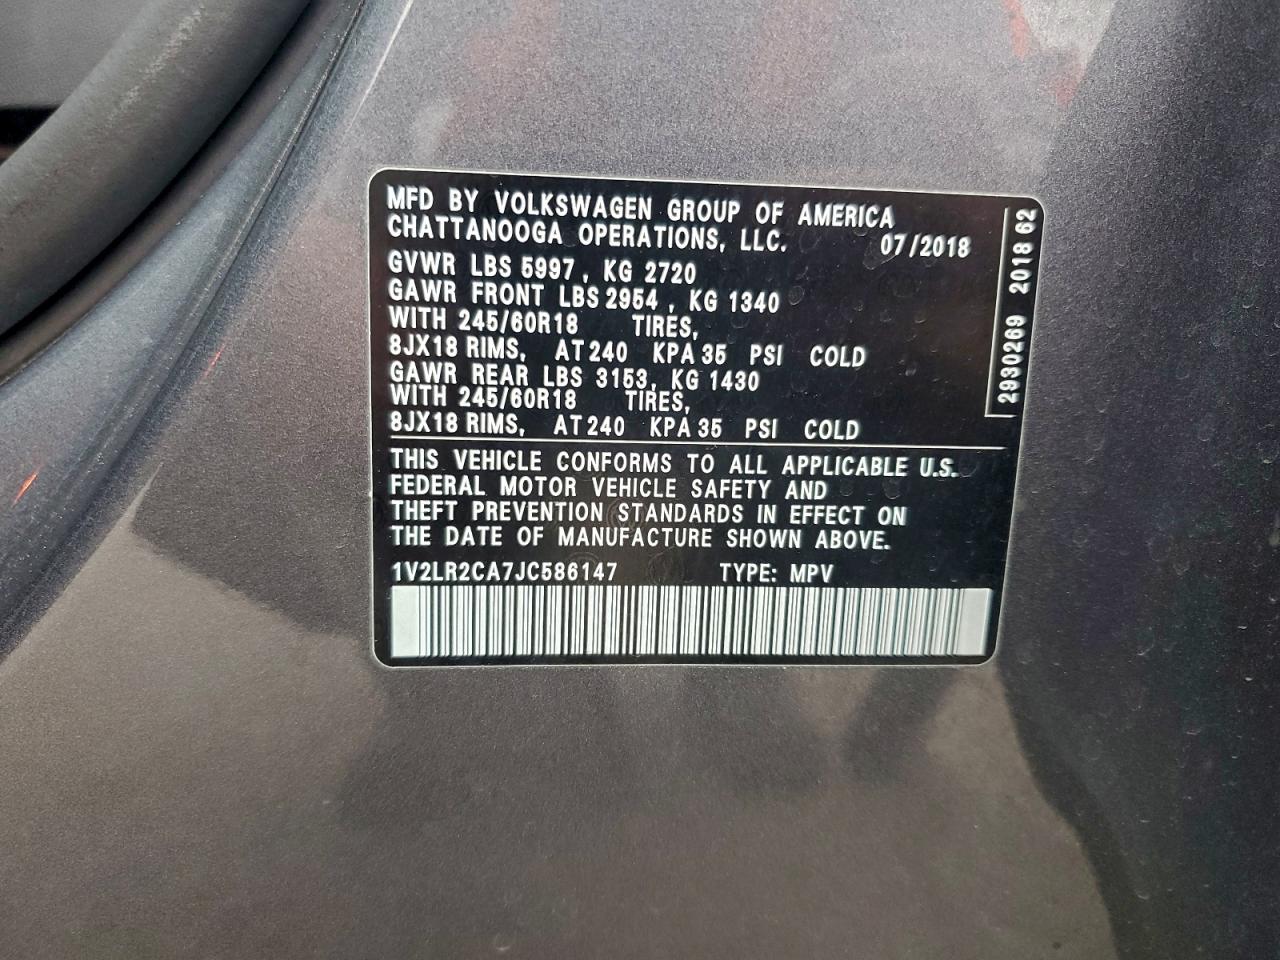 MFD BY VOLKSWAGEN GROUP OF AMERICA
CHATTANOOGA OPERATIONS, LLC. 07/2018
GVWR LBS 5997, KG 2720
GAWR FRONT LBS 2954, KG 1340
WITH 245/60R18 TIRES,
8JX18 RIMS, AT 240 KPA 35 PSI COLD
GAWR REAR LBS 3153, KG 1430
WITH 245/60R18 TIRES,
8JX18 RIMS, AT 240 KPA 35 PSI COLD
THIS VEHICLE CONFORMS TO ALL APPLICABLE U.S.
FEDERAL MOTOR VEHICLE SAFETY AND
THEFT PREVENTION STANDARDS IN EFFECT ON
THE DATE OF MANUFACTURE SHOWN ABOVE.
1V2LR2CA7JC586147 TYPE: MPV
2930269 2018 62